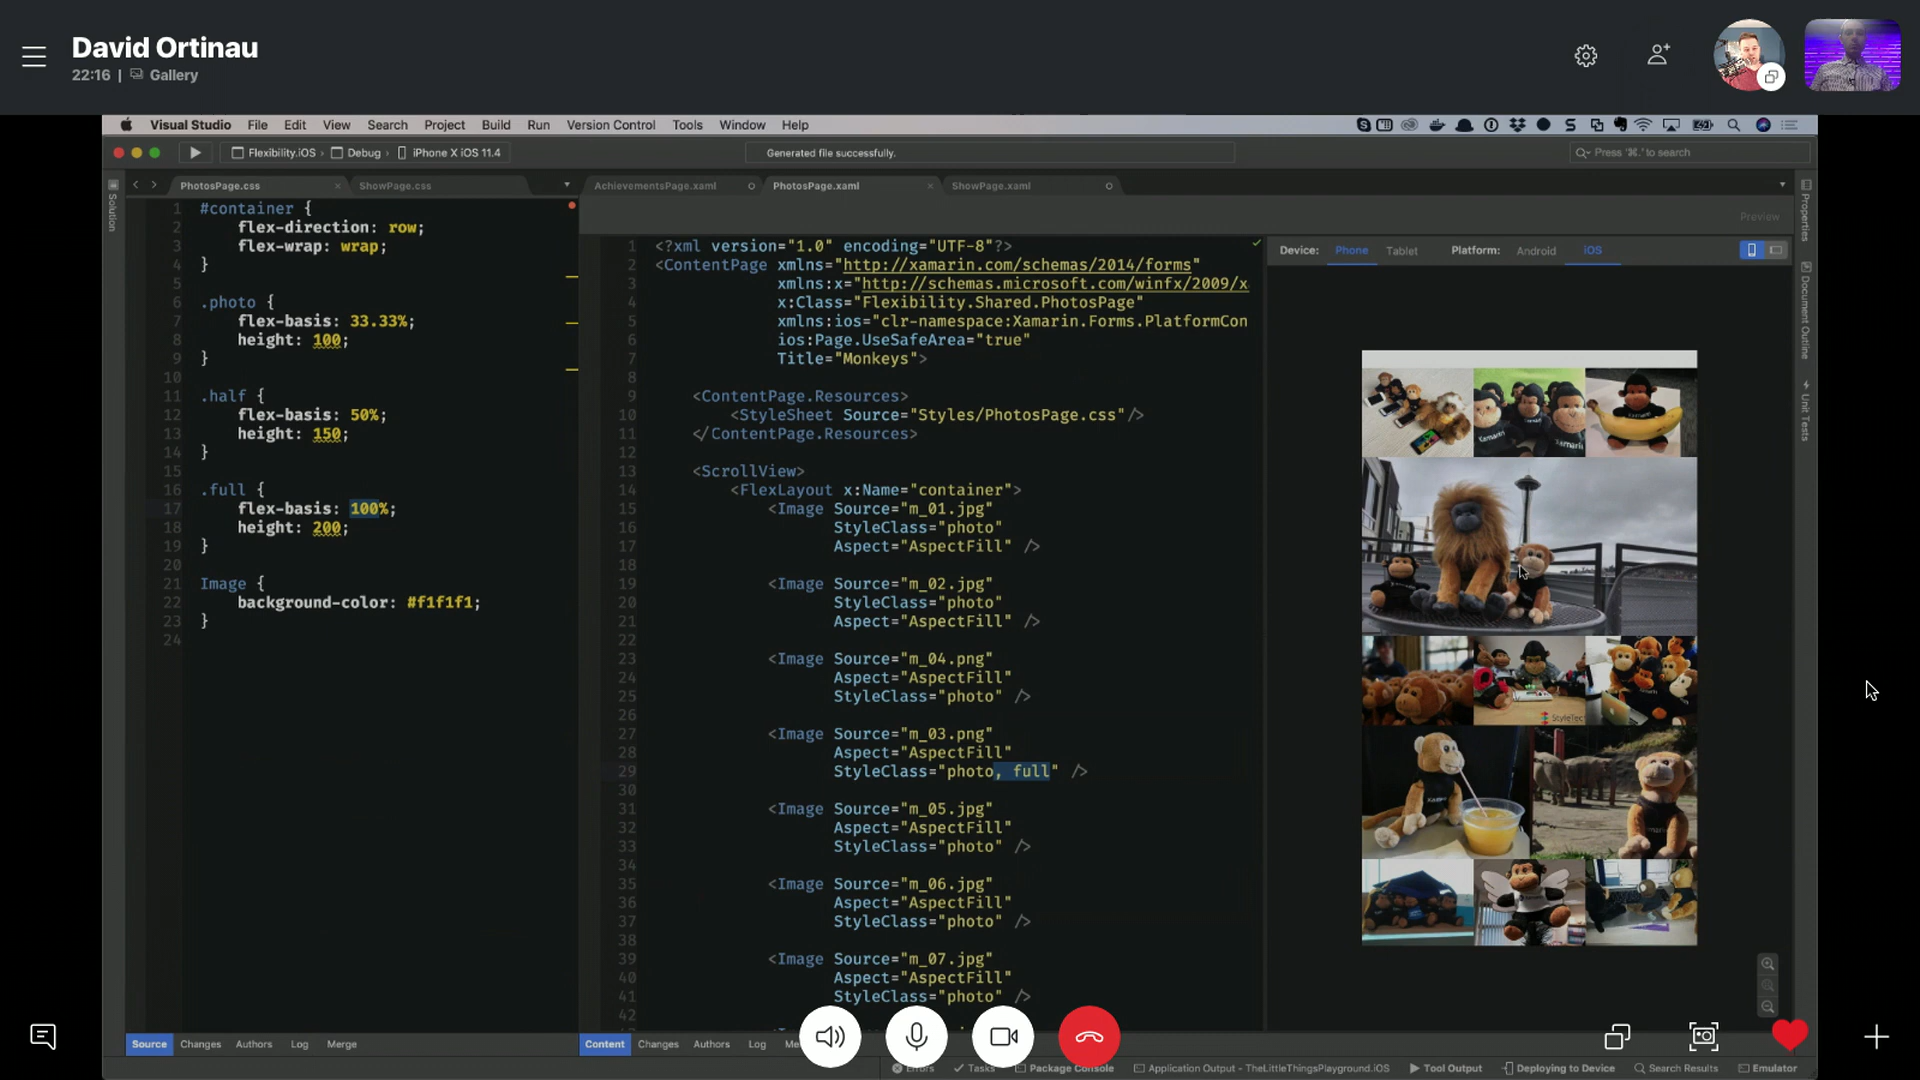 David Ortinau
22:16 | Gallery
Visual Studio File Edit View Search Project Build Run Version Control Tools Window Help
Flexibility.iOS › Debug › iPhone X iOS 11.4
Generated file successfully.
Press '⌘.' to search
Solution
PhotosPage.css
ShowPage.css
1 #container {
2 flex-direction: row;
3 flex-wrap: wrap;
4 }
5
6 .photo {
7 flex-basis: 33.33%;
8 height: 100;
9 }
10
11 .half {
12 flex-basis: 50%;
13 height: 150;
14 }
15
16 .full {
17 flex-basis: 100%;
18 height: 200;
19 }
20
21 Image {
22 background-color: #f1f1f1;
23 }
24
Source Changes Authors Log Merge
AchievementsPage.xaml
PhotosPage.xaml
ShowPage.xaml
1 <?xml version="1.0" encoding="UTF-8"?>
2 <ContentPage xmlns="http://xamarin.com/schemas/2014/forms"
3 xmlns:x="http://schemas.microsoft.com/winfx/2009/x
4 x:Class="Flexibility.Shared.PhotosPage"
5 xmlns:ios="clr-namespace:Xamarin.Forms.PlatformCon
6 ios:Page.UseSafeArea="true"
7 Title="Monkeys">
8
9 <ContentPage.Resources>
10 <StyleSheet Source="Styles/PhotosPage.css"/>
11 </ContentPage.Resources>
12
13 <ScrollView>
14 <FlexLayout x:Name="container">
15 <Image Source="m_01.jpg"
16 StyleClass="photo"
17 Aspect="AspectFill" />
18
19 <Image Source="m_02.jpg"
20 StyleClass="photo"
21 Aspect="AspectFill" />
22
23 <Image Source="m_04.png"
24 Aspect="AspectFill"
25 StyleClass="photo" />
26
27 <Image Source="m_03.png"
28 Aspect="AspectFill"
29 StyleClass="photo, full" />
30
31 <Image Source="m_05.jpg"
32 Aspect="AspectFill"
33 StyleClass="photo" />
34
35 <Image Source="m_06.jpg"
36 Aspect="AspectFill"
37 StyleClass="photo" />
38
39 <Image Source="m_07.jpg"
40 Aspect="AspectFill"
41 StyleClass="photo" />
42
Content Changes Authors Log
Preview
Device: Phone Tablet Platform: Android iOS
Xamarin
StyleTec
Properties
Document Outline
Unit Tests
Errors Tasks Package Console Application Output - TheLittleThingsPlayground.iOS Tool Output Deploying to Device Search Results Emulator